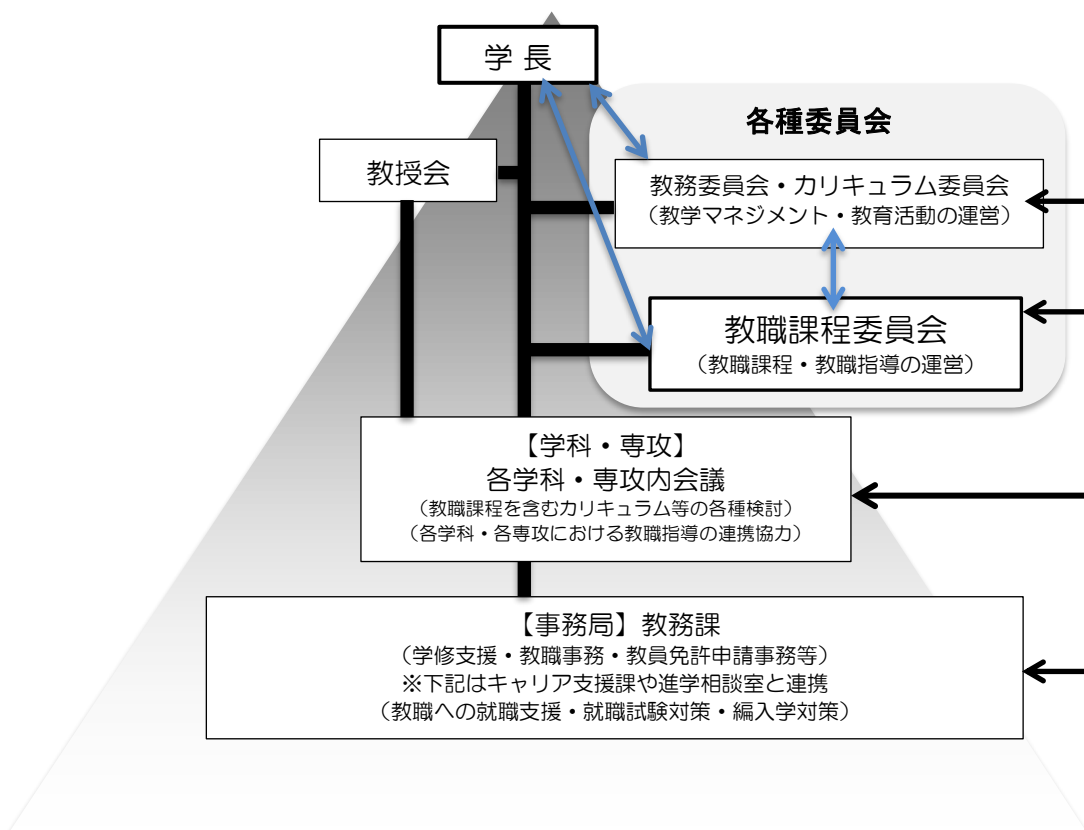 学 長
各種委員会
教授会
教務委員会・カリキュラム委員会
（教学マネジメント・教育活動の運営）
教職課程委員会
（教職課程・教職指導の運営）
【学科・専攻】
各学科・専攻内会議
（教職課程を含むカリキュラム等の各種検討）
（各学科・各専攻における教職指導の連携協力）
【事務局】教務課
（学修支援・教職事務・教員免許申請事務等）
※下記はキャリア支援課や進学相談室と連携
（教職への就職支援・就職試験対策・編入学対策）